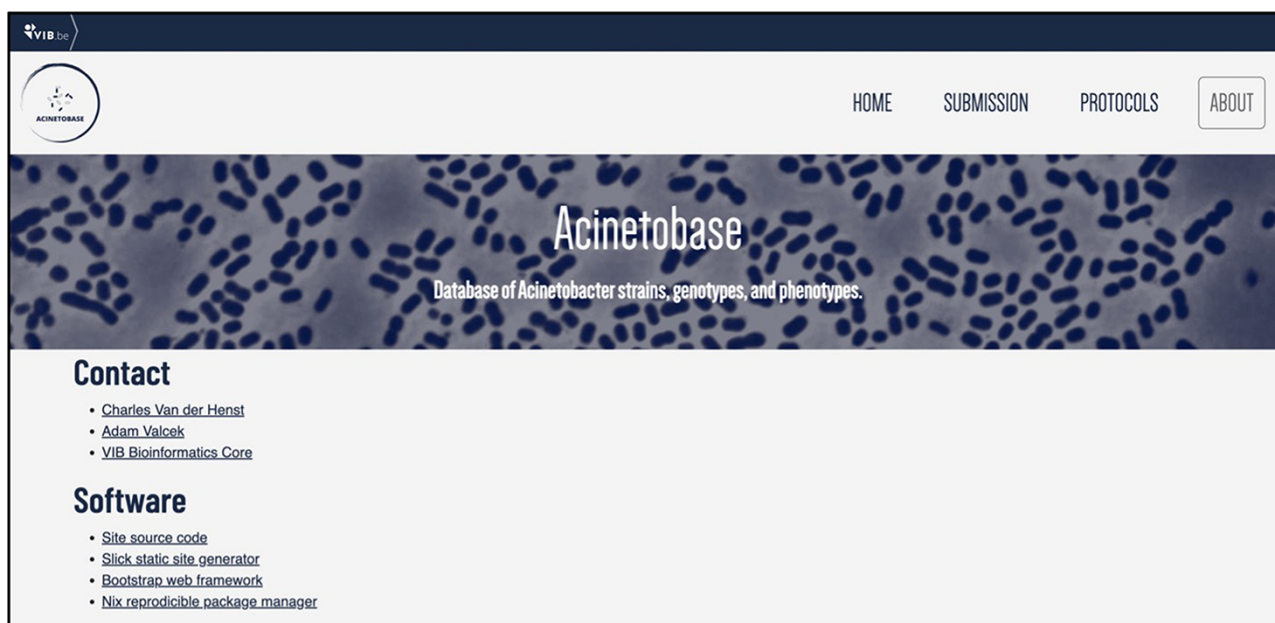 VIB.be
ACINETOBASE
HOME SUBMISSION PROTOCOLS ABOUT
Acinetobase
Database of Acinetobacter strains, genotypes, and phenotypes.
Contact
• Charles Van der Henst
• Adam Valcek
• VIB Bioinformatics Core
Software
• Site source code
• Slick static site generator
• Bootstrap web framework
• Nix reprodicible package manager